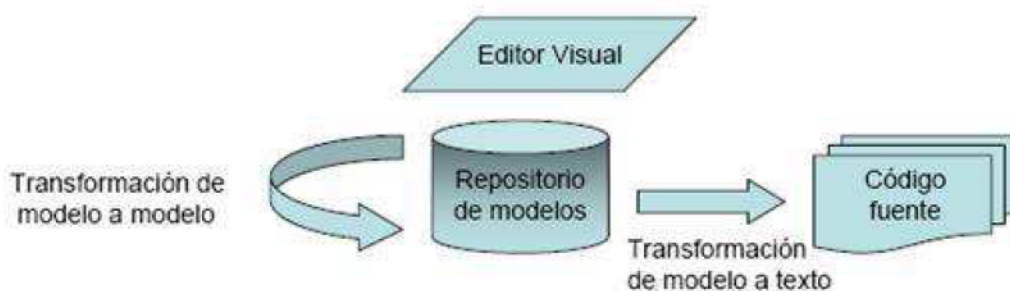 Editor Visual
Transformación de
modelo a modelo
Repositorio
de modelos
Transformación
de modelo a texto
Código
fuente